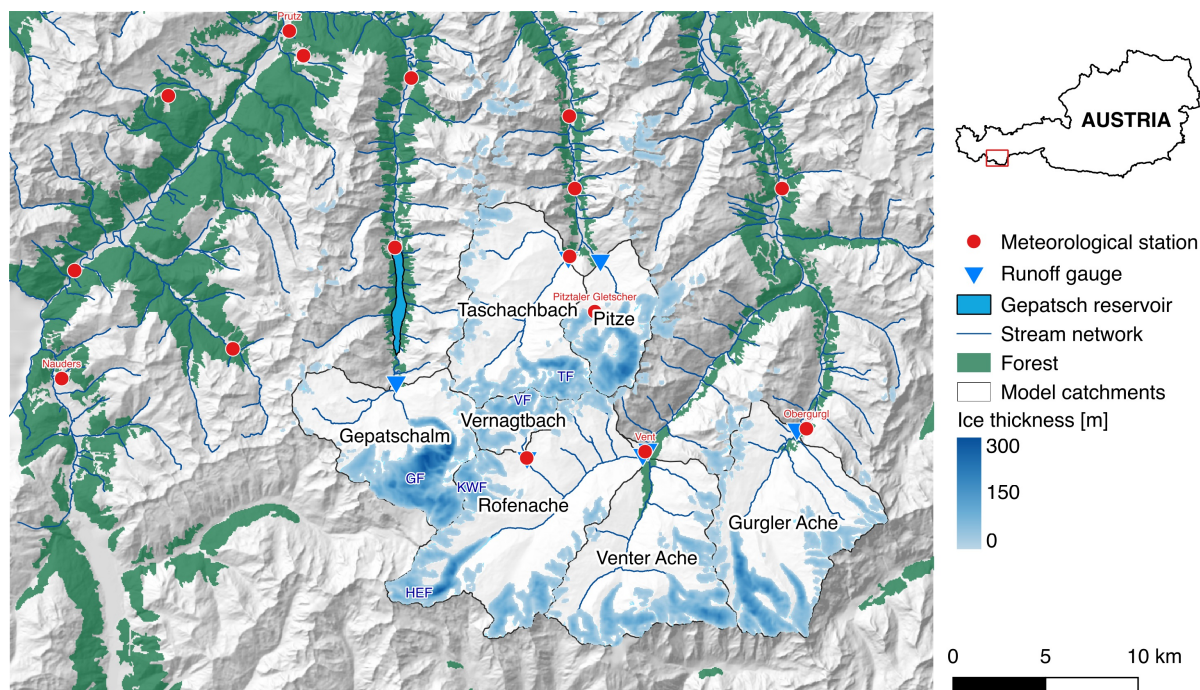 Prutz
AUSTRIA
Meteorological station
Runoff gauge
Gepatsch reservoir
Stream network
Forest
Model catchments
Ice thickness [m]
300
150
0
Pitztaler Gletscher
Taschachbach
Pitze
Nauders
TF
VF
Vernagtbach
Obergurgl
Gepatschalm
Vent
GF
KWF
Rofenache
Gurgler Ache
Venter Ache
HEF
0 5 10 km